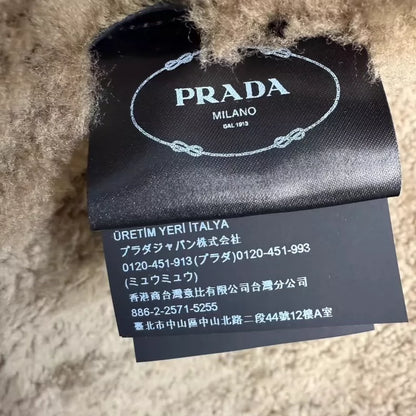 PRADA
MILANO
DAL 1913
ÜRETİM YERİ İTALYA
プラダジャパン株式会社
0120-451-913(プラダ)0120-451-993
(ミュウミュウ)
香港商台灣意比有限公司台灣分公司
886-2-2571-5255
臺北市中山區中山北路二段44號12樓A室